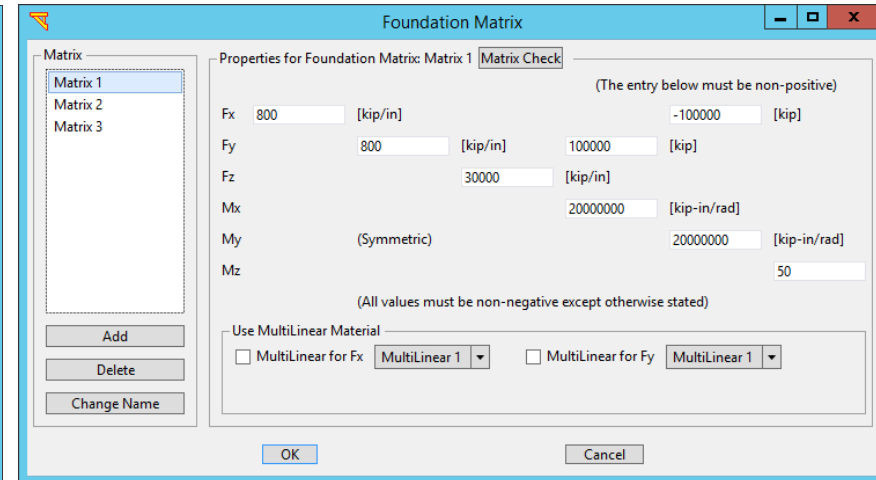 Foundation Matrix
Matrix
Matrix 1
Matrix 2
Matrix 3
Add
Delete
Change Name
Properties for Foundation Matrix: Matrix 1 Matrix Check
(The entry below must be non-positive)
Fx 800 [kip/in] -100000 [kip]
Fy 800 [kip/in] 100000 [kip]
Fz 30000 [kip/in]
Mx 20000000 [kip-in/rad]
My (Symmetric) 20000000 [kip-in/rad]
Mz 50
(All values must be non-negative except otherwise stated)
Use MultiLinear Material
MultiLinear for Fx MultiLinear 1 MultiLinear for Fy MultiLinear 1
OK Cancel